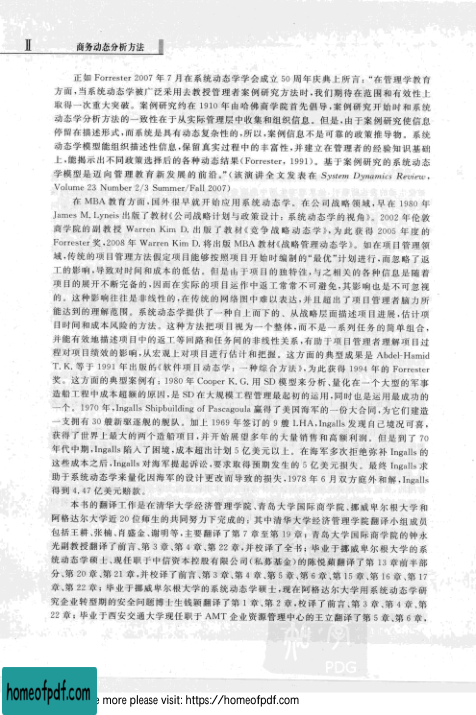 Ⅱ 商务动态分析方法
正如 Forrester 2007 年 7 月在系统动态学学会成立 50 周年庆典上所言:“在管理学教育
方面,当系统动态学被广泛采用去教授管理者案例研究方法时,我们期待在范围和有效性上
取得一次重大突破。案例研究约在 1910 年由哈佛商学院首先倡导,案例研究开始时和系统
动态学分析方法的一致性在于从实际管理层中收集和组织信息。但是,由于案例研究使信息
停留在描述形式,而系统是具有动态复杂性的,所以,案例信息不是可靠的政策推导物。系统
动态学模型能组织描述性信息,保留真实过程中的丰富性,并建立在管理者的经验知识基础
上,能揭示出不同政策选择后的各种动态结果(Forrester, 1991)。基于案例研究的系统动态
学模型是迈向管理教育新发展的前沿。”(该演讲全文发表在 System Dynamics Review,
Volume 23 Number 2/3 Summer/Fall 2007)
在 MBA 教育方面,国外很早就开始应用系统动态学。在公司战略领域,早在 1980 年
James M. Lyneis 出版了教材《公司战略计划与政策设计:系统动态学的视角》。2002 年伦敦
商学院的副教授 Warren Kim D. 出版了教材《竞争战略动态学》,为此获得 2005 年度的
Forrester 奖,2008 年 Warren Kim D. 将出版 MBA 教材《战略管理动态学》。如在项目管理领
域,传统的项目管理方法假定项目能够按照项目开始时编制的“最优”计划进行,而忽略了返
工的影响,导致对时间和成本的低估。但是由于项目的独特性,与之相关的各种信息是随着
项目的展开不断完备的,因而在实际的项目运作中返工常常不可避免,其影响也是不可忽视
的。这种影响往往是非线性的,在传统的网络图中难以表达,并且超出了项目管理者脑力所
能达到的理解范围。系统动态学提供了一种自上而下的、从战略层面描述项目进展,估计项
目时间和成本风险的方法。这种方法把项目视为一个整体,而不是一系列任务的简单组合,
并能有效地描述项目中的返工等回路和任务间的非线性关系,有助于项目管理者理解项目过
程对项目绩效的影响,从宏观上对项目进行估计和把握。这方面的典型成果是 Abdel-Hamid
T. K. 等于 1991 年出版的《软件项目动态学:一种综合方法》,为此获得 1994 年的 Forrester
奖。这方面的典型案例有:1980 年 Cooper K. G. 用 SD 模型来分析、量化在一个大型的军事
造船工程中成本超额的原因,是 SD 在大规模工程管理最起初的运用,同时也是运用最成功的
一个。1970 年,Ingalls Shipbuilding of Pascagoula 赢得了美国海军的一份大合同,为它们建造
一支拥有 30 艘新驱逐舰的舰队。加上 1969 年签订的 9 艘 LHA,Ingalls 发现自己境况可喜,
获得了世界上最大的两个造船项目,并开始展望多年的大量销售和高额利润。但是到了 70
年代中期,Ingalls 陷入了困境,成本超出计划 5 亿美元以上。在海军多次拒绝弥补 Ingalls 的
这些成本之后,Ingalls 对海军提起诉讼,要求取得预期发生的 5 亿美元损失。最终 Ingalls 求
助于系统动态学来量化因海军的设计更改而导致的损失,1978 年 6 月双方庭外和解,Ingalls
得到 4.47 亿美元赔款。
本书的翻译工作是在清华大学经济管理学院、青岛大学国际商学院、挪威卑尔根大学和
阿格达尔大学近 20 位师生的共同努力下完成的:其中清华大学经济管理学院翻译小组成员
包括王耕、张楠、肖盛金、谢明等,主要翻译了第 7 章至第 19 章;青岛大学国际商学院的钟永
光副教授翻译了前言、第 3 章、第 4 章、第 22 章,并校译了全书;毕业于挪威卑尔根大学的系
统动态学硕士、现任职于中信资本控股有限公司(私募基金)的陈悦蘋翻译了第 13 章前半部
分、第 20 章、第 21 章,并校译了前言、第 3 章、第 4 章、第 5 章、第 6 章、第 15 章、第 16 章、第 17
章、第 22 章;毕业于挪威卑尔根大学的系统动态学硕士,现在阿格达尔大学用系统动态学研
究企业转型期的安全问题博士生钱颖翻译了第 1 章、第 2 章,校译了前言、第 3 章、第 4 章、第
22 章;毕业于西安交通大学现任职于 AMT 企业资源管理中心的王立翻译了第 5 章、第 6 章,
PDG
homeofpdf.com
e more please visit: https://homeofpdf.com